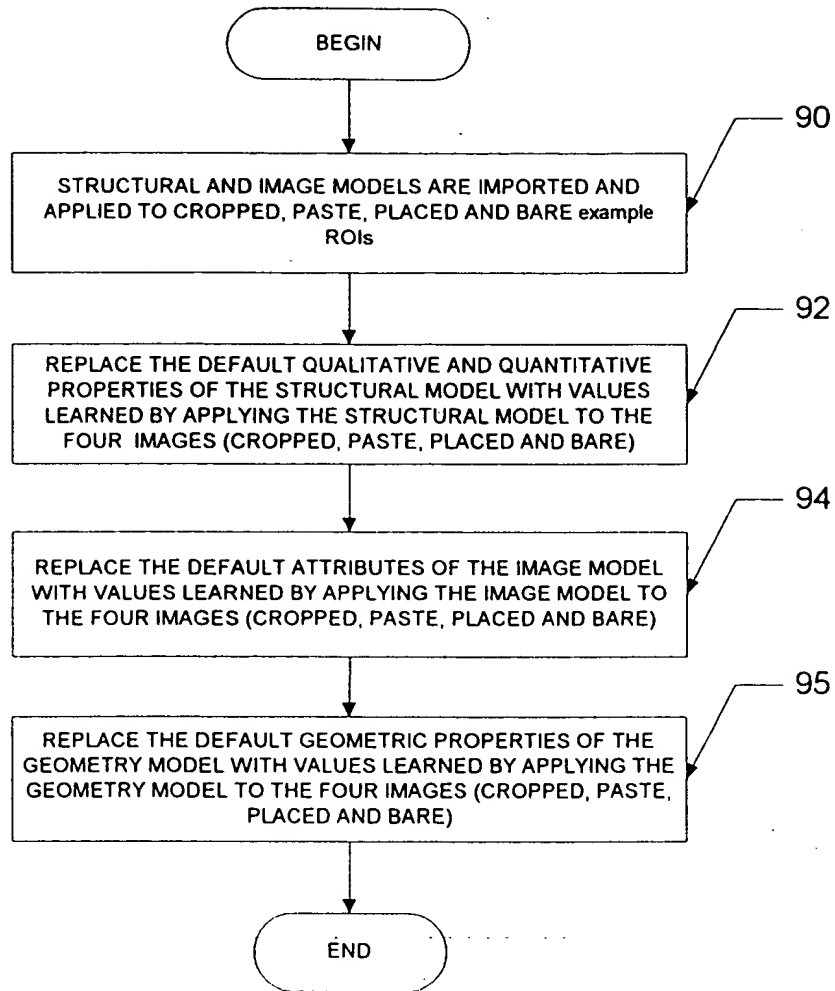 BEGIN
90
STRUCTURAL AND IMAGE MODELS ARE IMPORTED AND
APPLIED TO CROPPED, PASTE, PLACED AND BARE example
ROIs
92
REPLACE THE DEFAULT QUALITATIVE AND QUANTITATIVE
PROPERTIES OF THE STRUCTURAL MODEL WITH VALUES
LEARNED BY APPLYING THE STRUCTURAL MODEL TO THE
FOUR IMAGES (CROPPED, PASTE, PLACED AND BARE)
94
REPLACE THE DEFAULT ATTRIBUTES OF THE IMAGE MODEL
WITH VALUES LEARNED BY APPLYING THE IMAGE MODEL TO
THE FOUR IMAGES (CROPPED, PASTE, PLACED AND BARE)
95
REPLACE THE DEFAULT GEOMETRIC PROPERTIES OF THE
GEOMETRY MODEL WITH VALUES LEARNED BY APPLYING THE
GEOMETRY MODEL TO THE FOUR IMAGES (CROPPED, PASTE,
PLACED AND BARE)
END